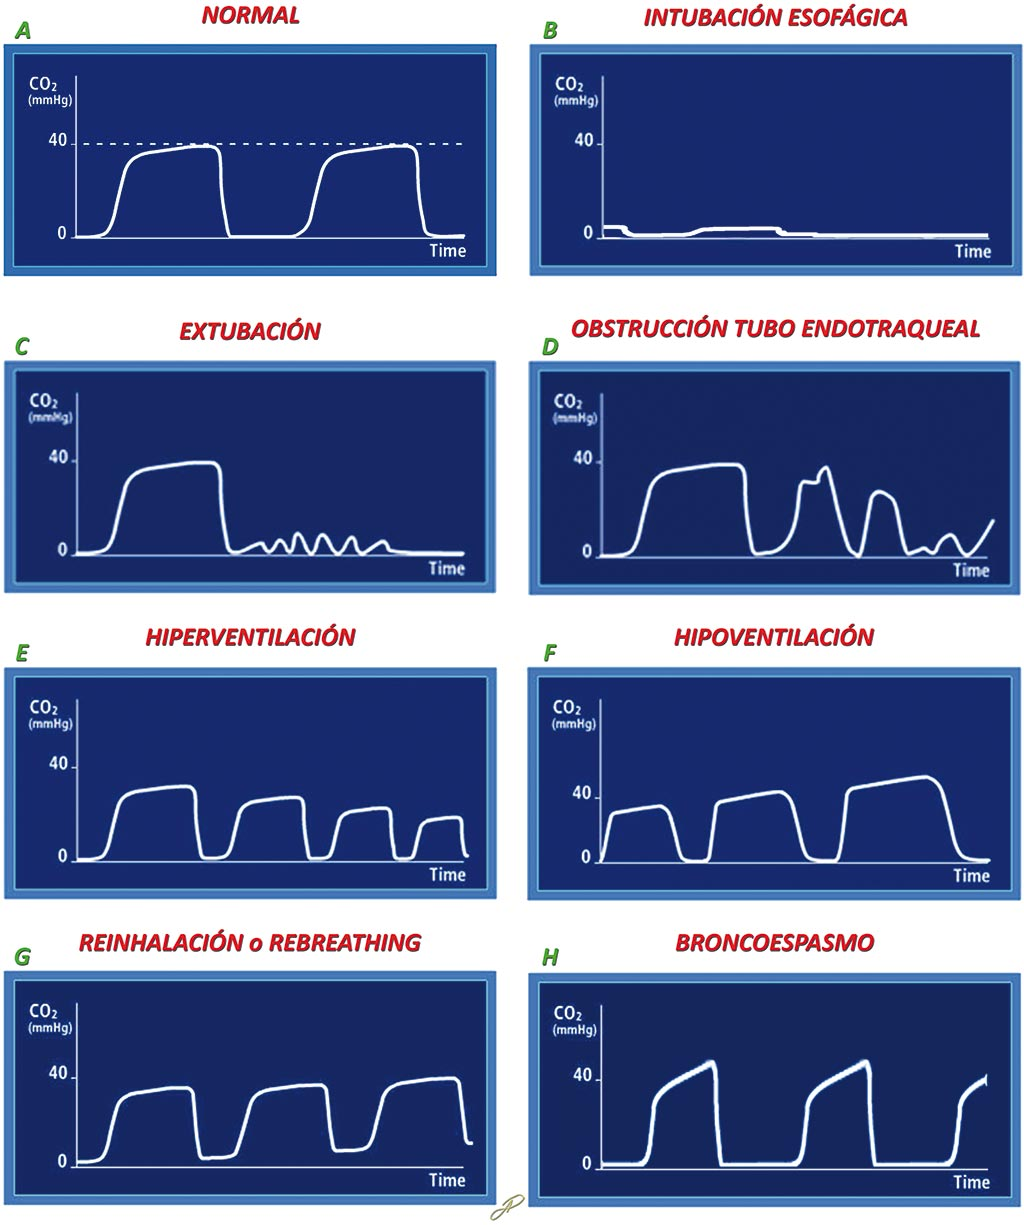 A
NORMAL
CO₂
(mmHg)
40
0
Time
B
INTUBACIÓN ESOFÁGICA
CO₂
(mmHg)
40
0
Time
C
EXTUBACIÓN
CO₂
(mmHg)
40
0
Time
D
OBSTRUCCIÓN TUBO ENDOTRAQUEAL
CO₂
(mmHg)
40
0
Time
E
HIPERVENTILACIÓN
CO₂
(mmHg)
40
0
Time
F
HIPOVENTILACIÓN
CO₂
(mmHg)
40
0
Time
G
REINHALACIÓN o REBREATHING
CO₂
(mmHg)
40
0
Time
H
BRONCOESPASMO
CO₂
(mmHg)
40
0
Time